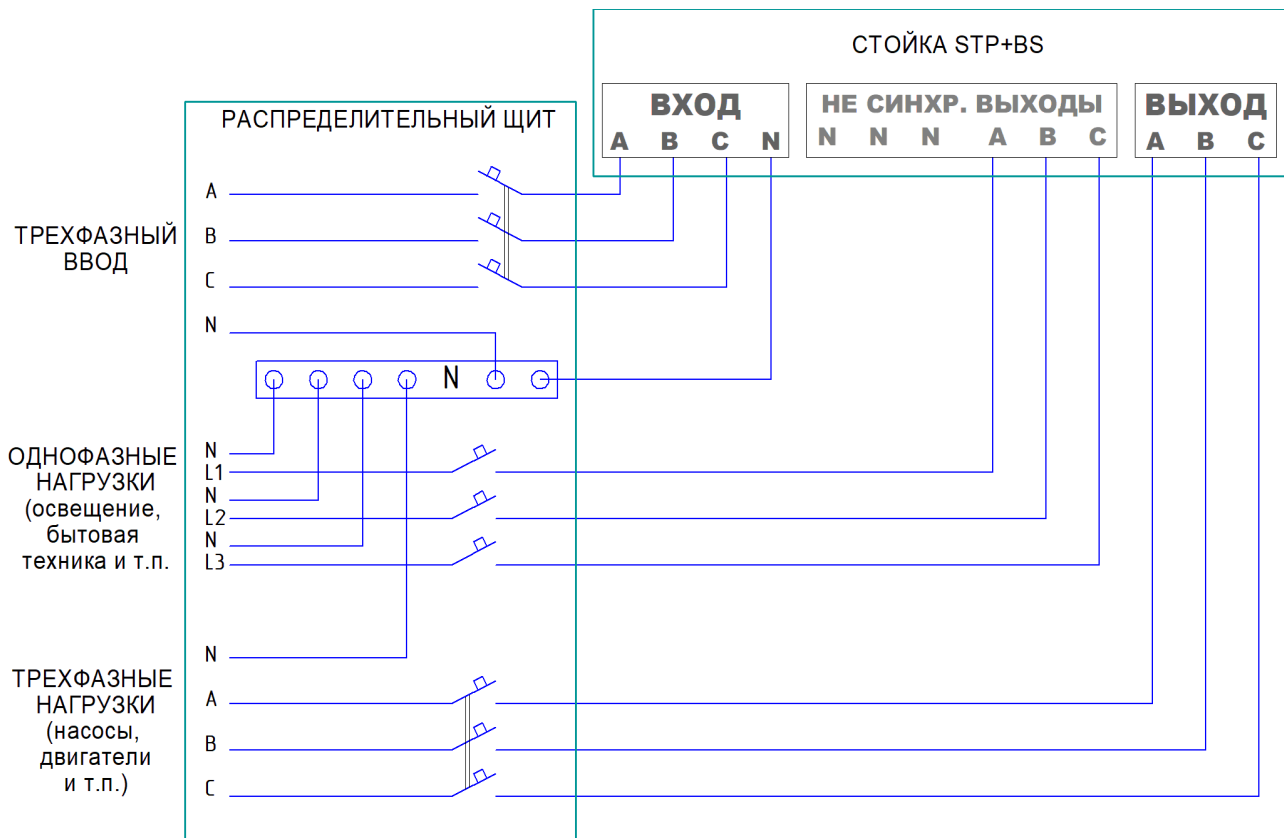 СТОЙКА STP+BS
ВХОД
A B C N
НЕ СИНХР. ВЫХОДЫ
N N N A B C
ВЫХОД
A B C
РАСПРЕДЕЛИТЕЛЬНЫЙ ЩИТ
ТРЕХФАЗНЫЙ
ВВОД
A
B
C
N
N
ОДНОФАЗНЫЕ
НАГРУЗКИ
(освещение,
бытовая
техника и т.п.
N
L1
N
L2
N
L3
ТРЕХФАЗНЫЕ
НАГРУЗКИ
(насосы,
двигатели
и т.п.)
N
A
B
C